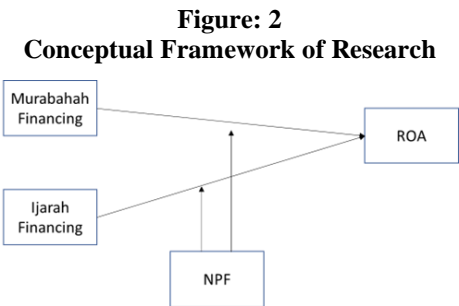 Figure: 2
Conceptual Framework of Research
Murabahah
Financing
ROA
Ijarah
Financing
NPF